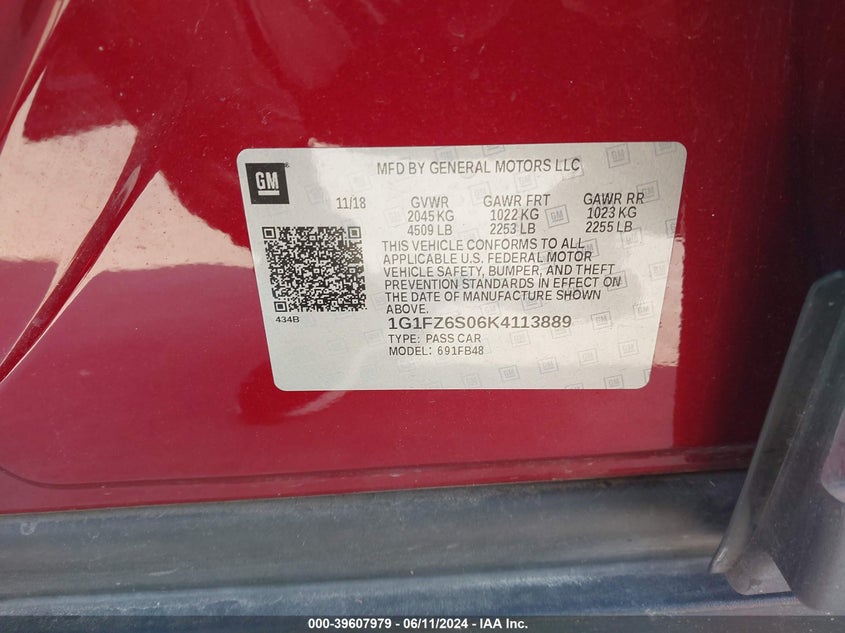 GM
MFD BY GENERAL MOTORS LLC
11/18 GVWR GAWR FRT GAWR RR
2045 KG 1022 KG 1023 KG
4509 LB 2253 LB 2255 LB
THIS VEHICLE CONFORMS TO ALL
APPLICABLE U.S. FEDERAL MOTOR
VEHICLE SAFETY, BUMPER, AND THEFT
PREVENTION STANDARDS IN EFFECT ON
THE DATE OF MANUFACTURE SHOWN
ABOVE.
434B
1G1FZ6S06K4113889
TYPE: PASS CAR
MODEL: 691FB48
000-39607979 - 06/11/2024 - IAA Inc.